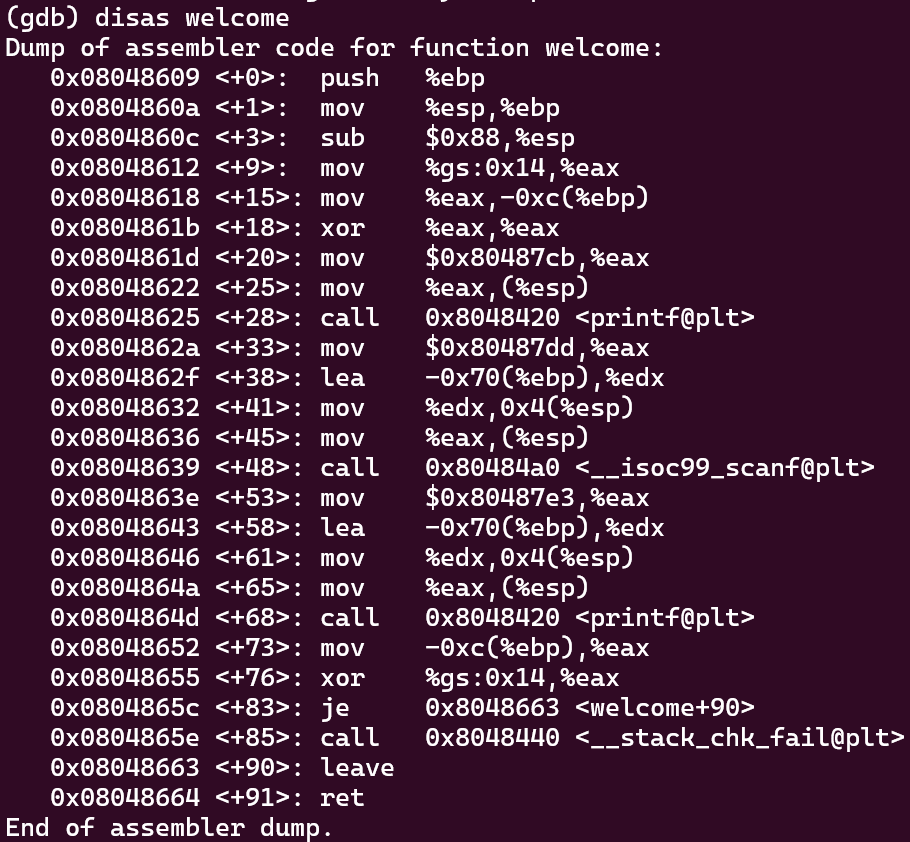 (gdb) disas welcome
Dump of assembler code for function welcome:
   0x08048609 <+0>:  push   %ebp
   0x0804860a <+1>:  mov    %esp,%ebp
   0x0804860c <+3>:  sub    $0x88,%esp
   0x08048612 <+9>:  mov    %gs:0x14,%eax
   0x08048618 <+15>: mov    %eax,-0xc(%ebp)
   0x0804861b <+18>: xor    %eax,%eax
   0x0804861d <+20>: mov    $0x80487cb,%eax
   0x08048622 <+25>: mov    %eax,(%esp)
   0x08048625 <+28>: call   0x8048420 <printf@plt>
   0x0804862a <+33>: mov    $0x80487dd,%eax
   0x0804862f <+38>: lea    -0x70(%ebp),%edx
   0x08048632 <+41>: mov    %edx,0x4(%esp)
   0x08048636 <+45>: mov    %eax,(%esp)
   0x08048639 <+48>: call   0x80484a0 <__isoc99_scanf@plt>
   0x0804863e <+53>: mov    $0x80487e3,%eax
   0x08048643 <+58>: lea    -0x70(%ebp),%edx
   0x08048646 <+61>: mov    %edx,0x4(%esp)
   0x0804864a <+65>: mov    %eax,(%esp)
   0x0804864d <+68>: call   0x8048420 <printf@plt>
   0x08048652 <+73>: mov    -0xc(%ebp),%eax
   0x08048655 <+76>: xor    %gs:0x14,%eax
   0x0804865c <+83>: je     0x8048663 <welcome+90>
   0x0804865e <+85>: call   0x8048440 <__stack_chk_fail@plt>
   0x08048663 <+90>: leave
   0x08048664 <+91>: ret
End of assembler dump.